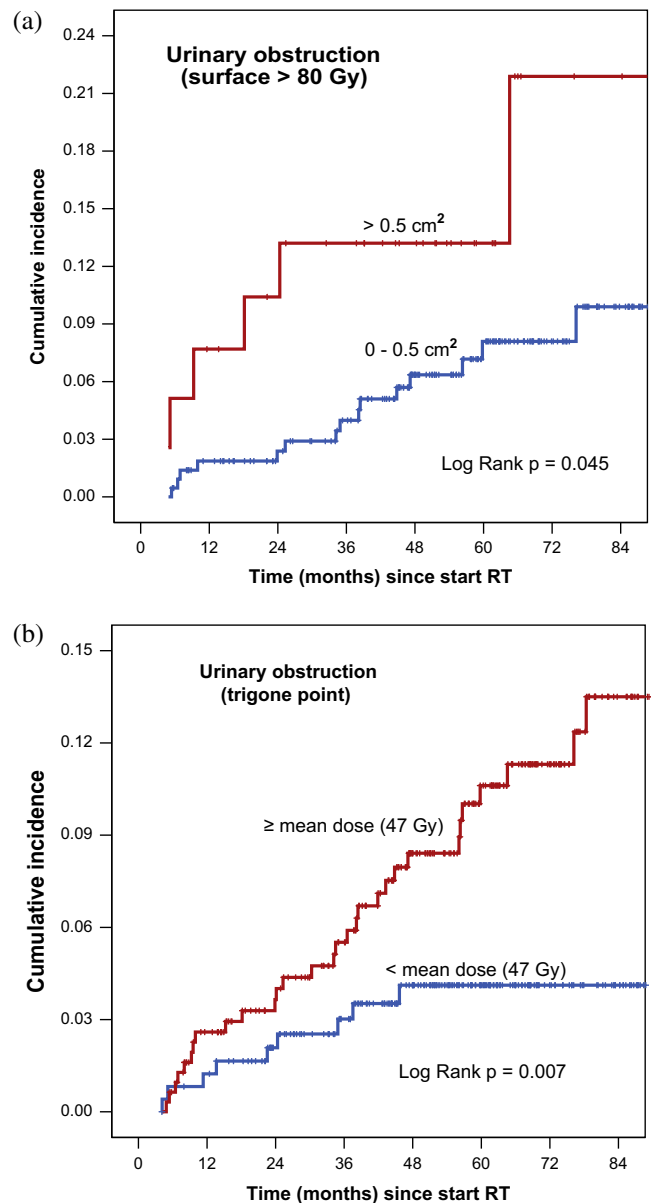 (a)
Urinary obstruction
(surface > 80 Gy)
0.24
0.21
0.18
0.15
0.12
0.09
0.06
0.03
0.00
Cumulative incidence
> 0.5 cm²
0 - 0.5 cm²
Log Rank p = 0.045
0 12 24 36 48 60 72 84
Time (months) since start RT
(b)
Urinary obstruction
(trigone point)
0.15
0.12
0.09
0.06
0.03
0.00
Cumulative incidence
≥ mean dose (47 Gy)
< mean dose (47 Gy)
Log Rank p = 0.007
0 12 24 36 48 60 72 84
Time (months) since start RT